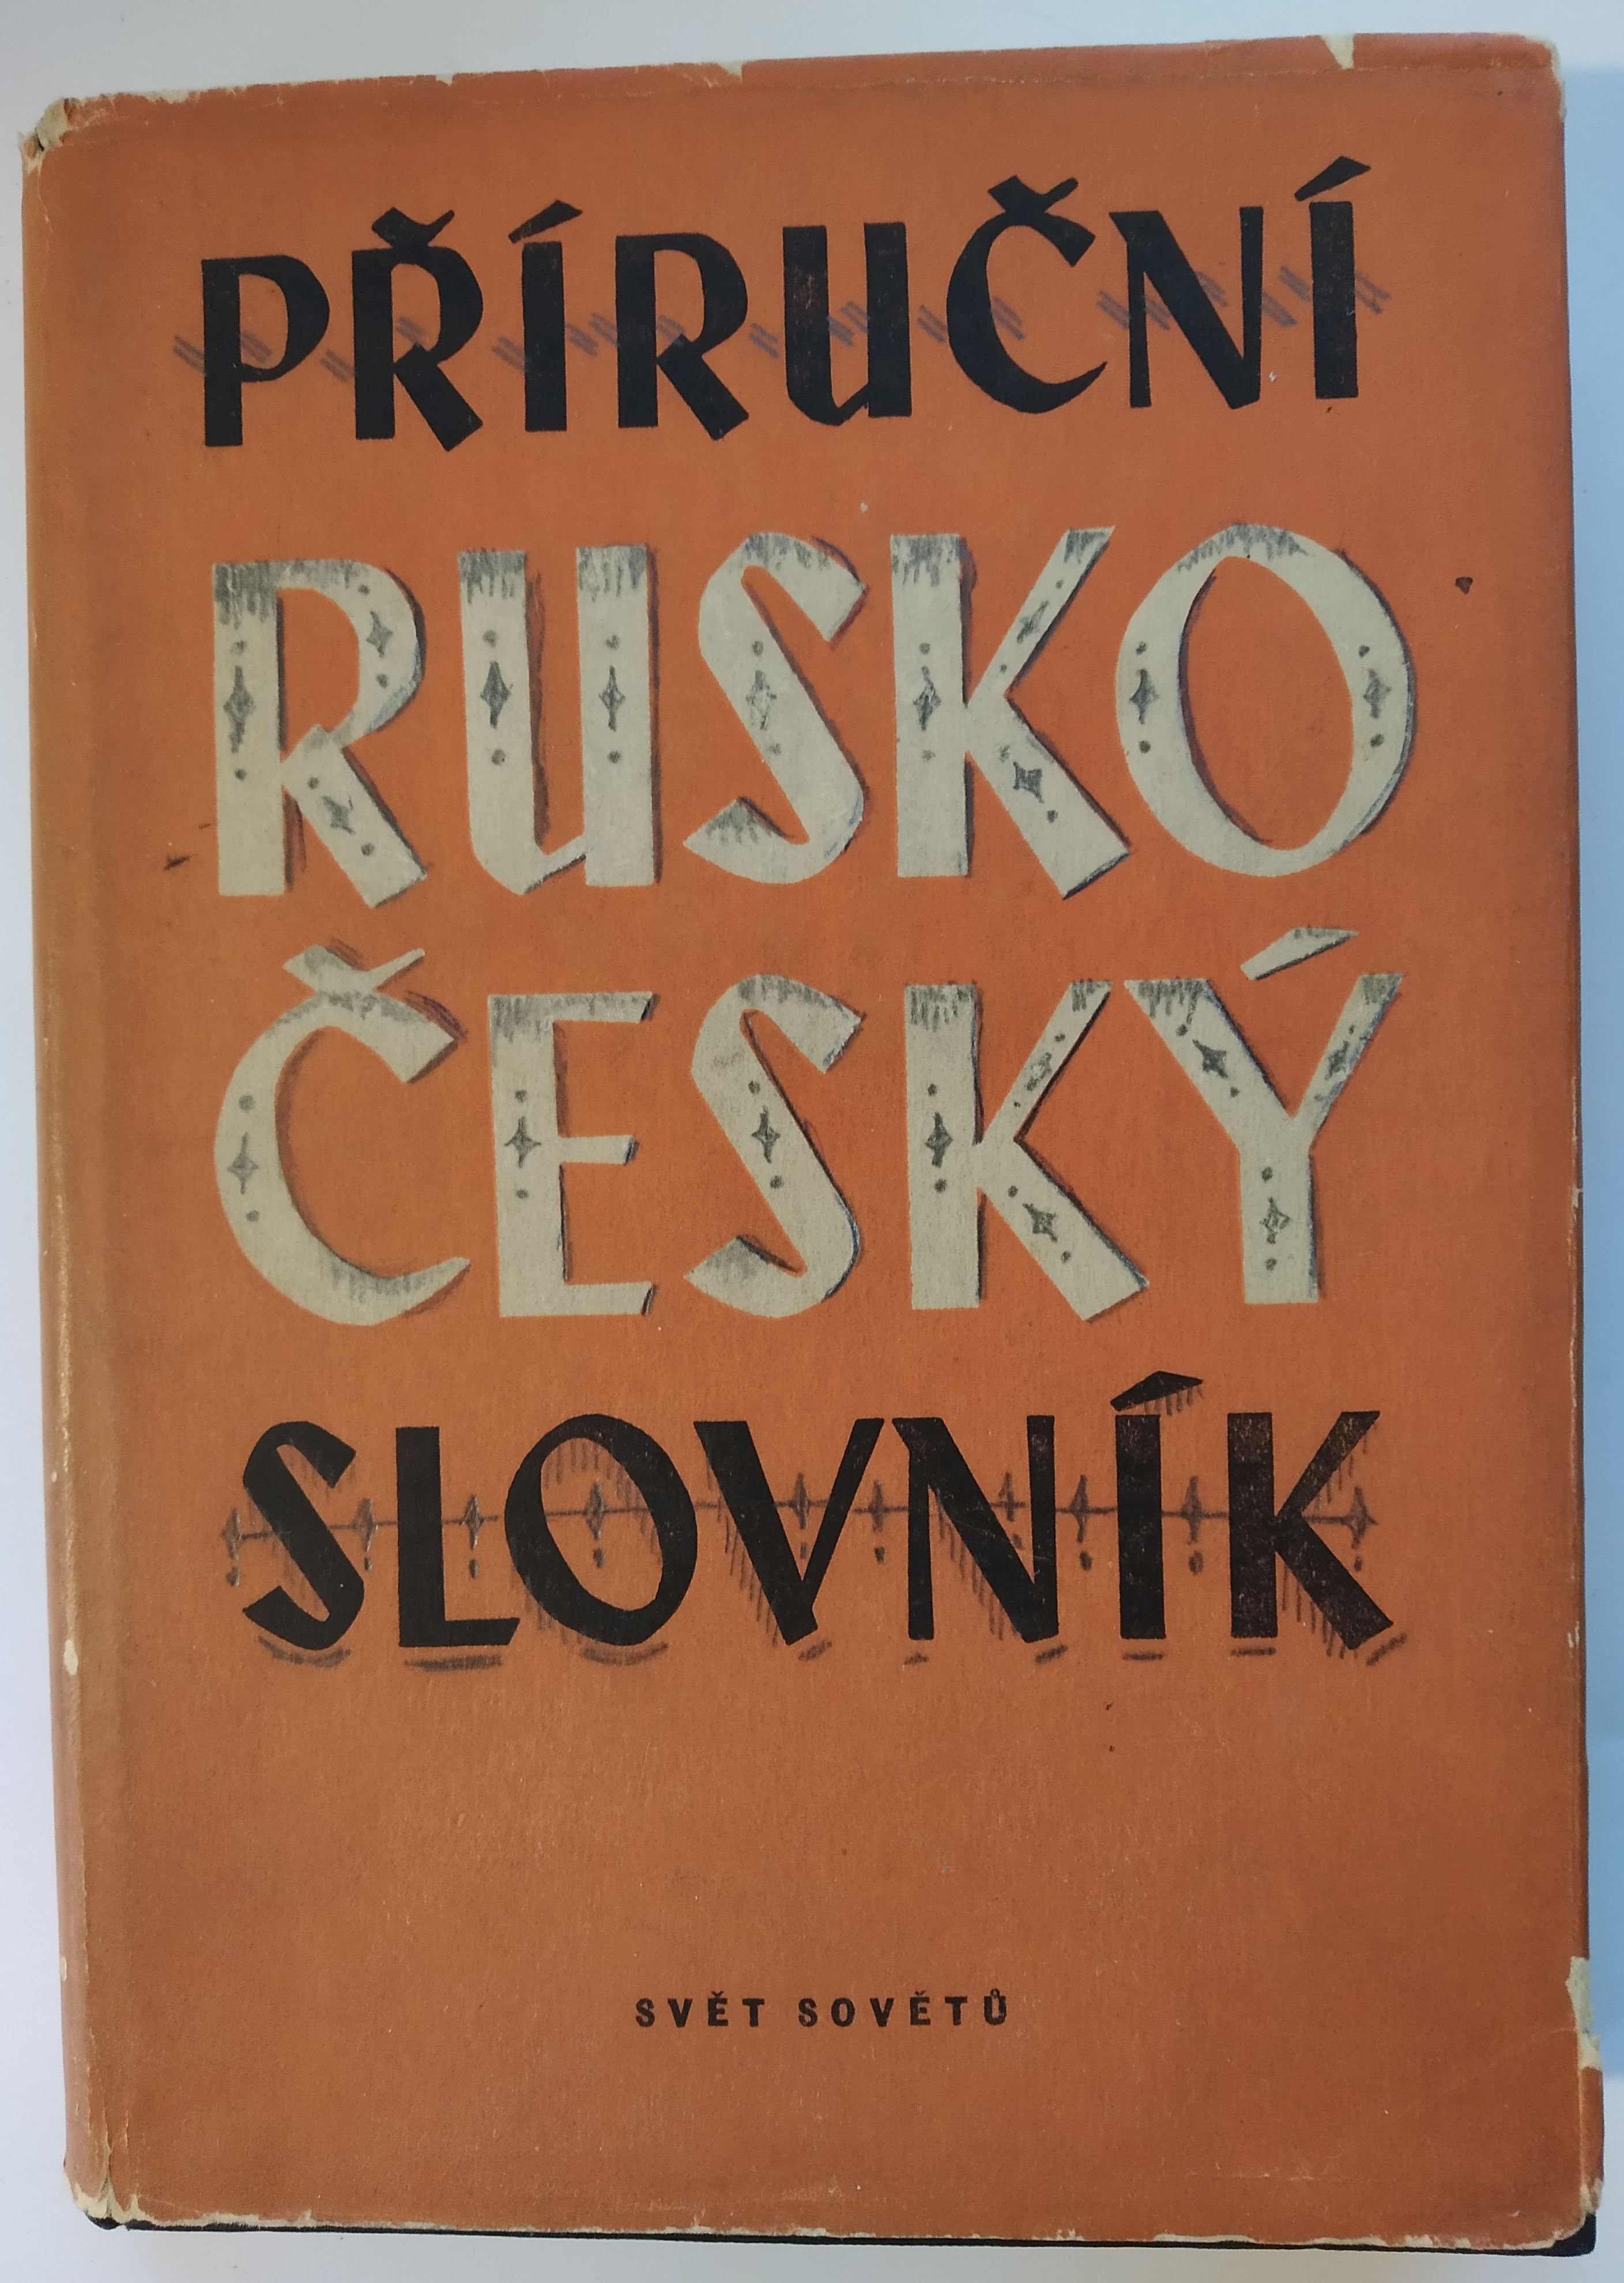 PŘÍRUČNÍ
RUSKO
ČESKÝ
SLOVNÍK
SVĚT SOVĚTŮ